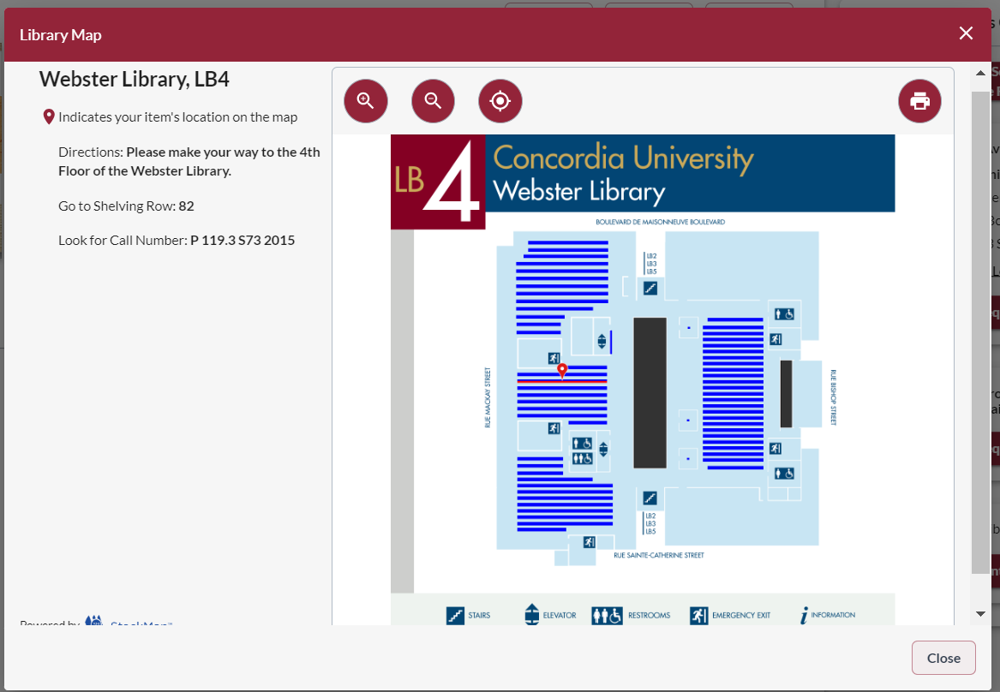 Library Map
Webster Library, LB4
Indicates your item's location on the map
Directions: Please make your way to the 4th
Floor of the Webster Library.
Go to Shelving Row: 82
Look for Call Number: P 119.3 S73 2015
LB4
Concordia University
Webster Library
BOULEVARD DE MAISONNEUVE BOULEVARD
LB2
LB3
LB5
RUE MACKAY STREET
RUE BISHOP STREET
LB2
LB3
LB5
RUE SAINTE-CATHERINE STREET
STAIRS
ELEVATOR
RESTROOMS
EMERGENCY EXIT
INFORMATION
Powered by StackMap™
Close